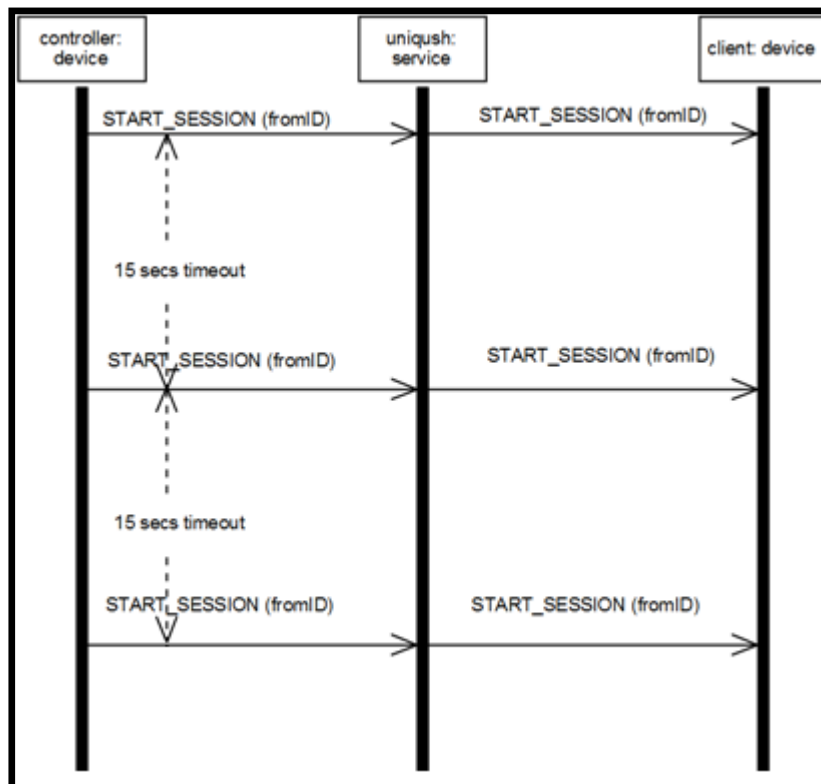 controller:
device
uniqush:
service
client: device
START_SESSION (fromID)
START_SESSION (fromID)
15 secs timeout
START_SESSION (fromID)
START_SESSION (fromID)
15 secs timeout
START_SESSION (fromID)
START_SESSION (fromID)